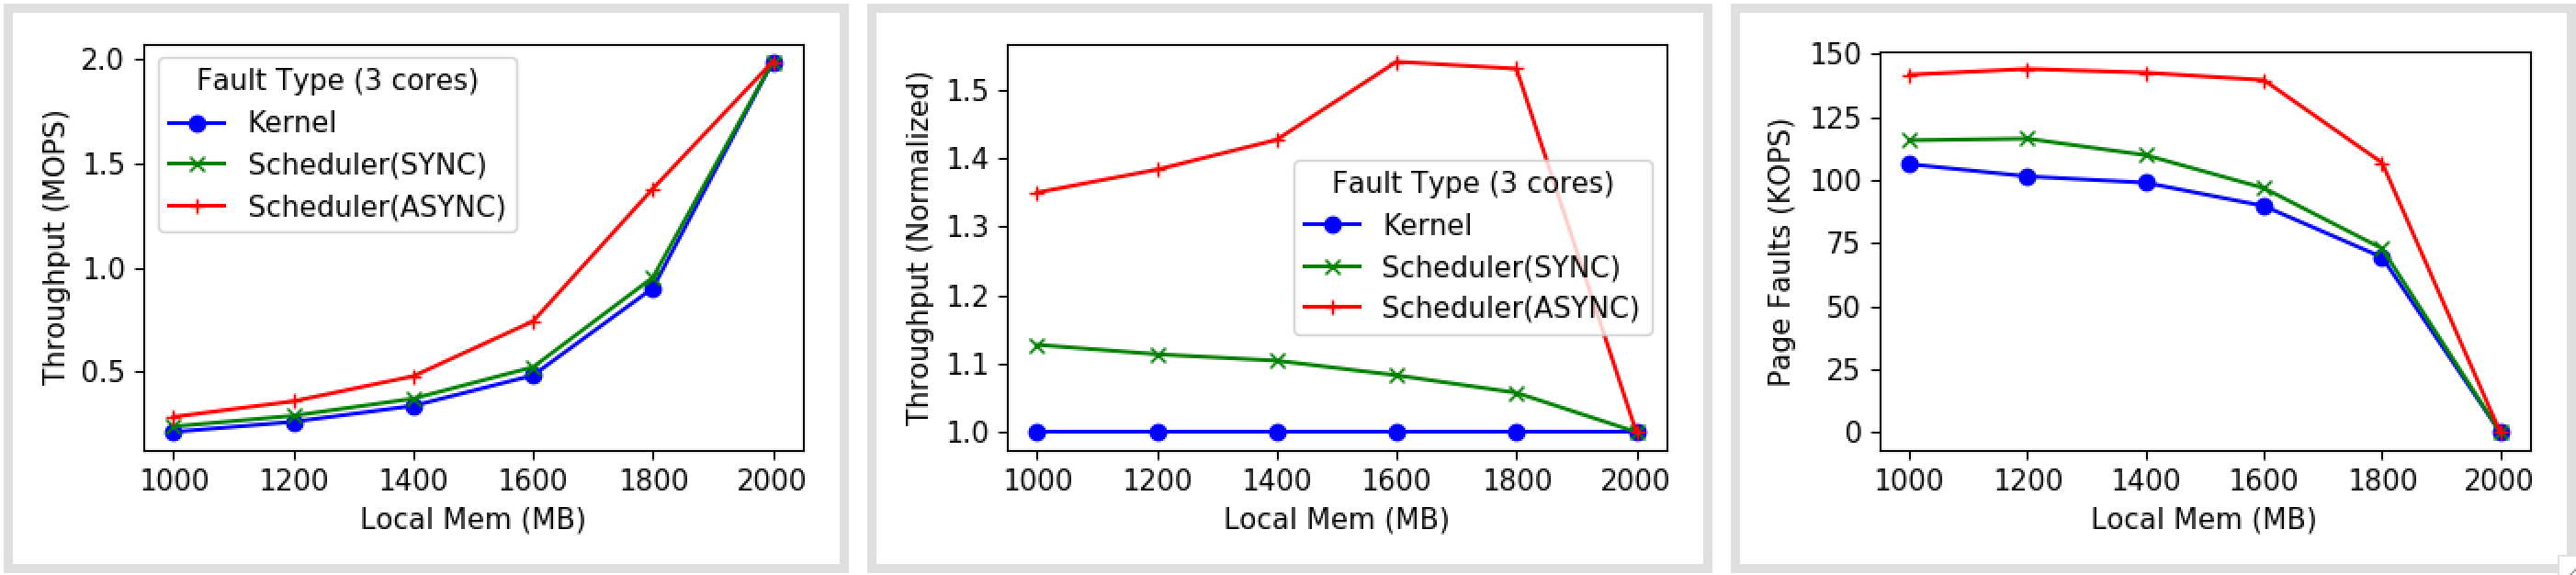 Throughput (MOPS)
2.0
1.5
1.0
0.5
Fault Type (3 cores)
Kernel
Scheduler(SYNC)
Scheduler(ASYNC)
1000 1200 1400 1600 1800 2000
Local Mem (MB)
Throughput (Normalized)
1.5
1.4
1.3
1.2
1.1
1.0
Fault Type (3 cores)
Kernel
Scheduler(SYNC)
Scheduler(ASYNC)
1000 1200 1400 1600 1800 2000
Local Mem (MB)
Page Faults (KOPS)
150
125
100
75
50
25
0
1000 1200 1400 1600 1800 2000
Local Mem (MB)